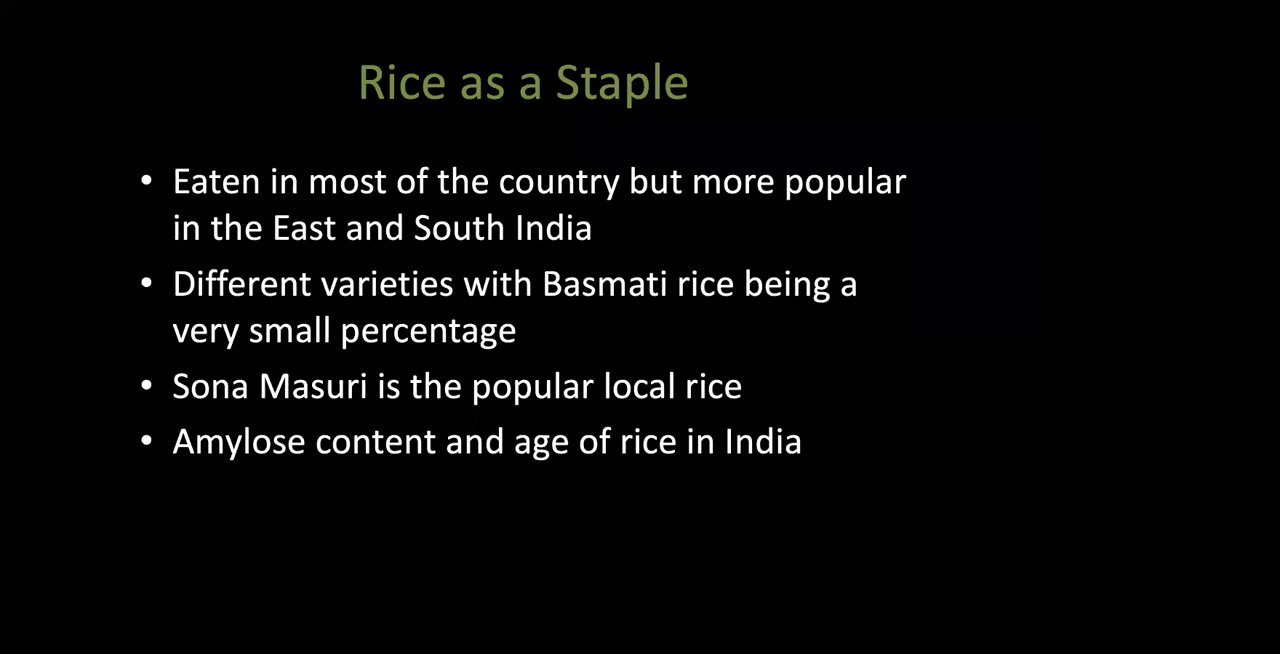 Rice as a Staple
• Eaten in most of the country but more popular
in the East and South India
• Different varieties with Basmati rice being a
very small percentage
• Sona Masuri is the popular local rice
• Amylose content and age of rice in India